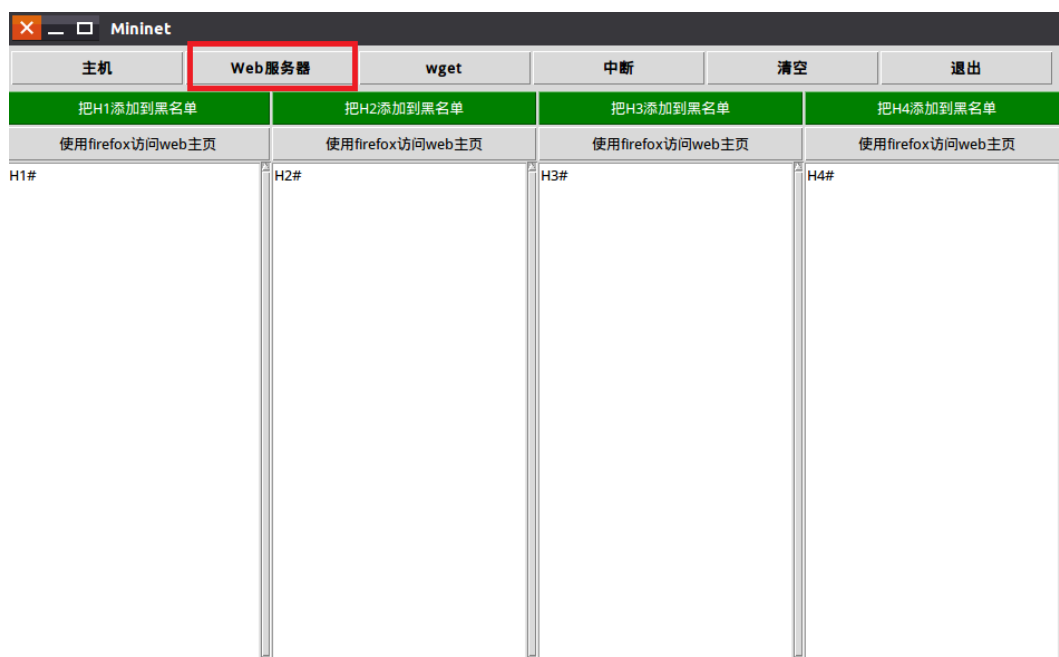 Mininet
主机 Web服务器 wget 中断 清空 退出
把H1添加到黑名单 把H2添加到黑名单 把H3添加到黑名单 把H4添加到黑名单
使用firefox访问web主页 使用firefox访问web主页 使用firefox访问web主页 使用firefox访问web主页
H1# H2# H3# H4#